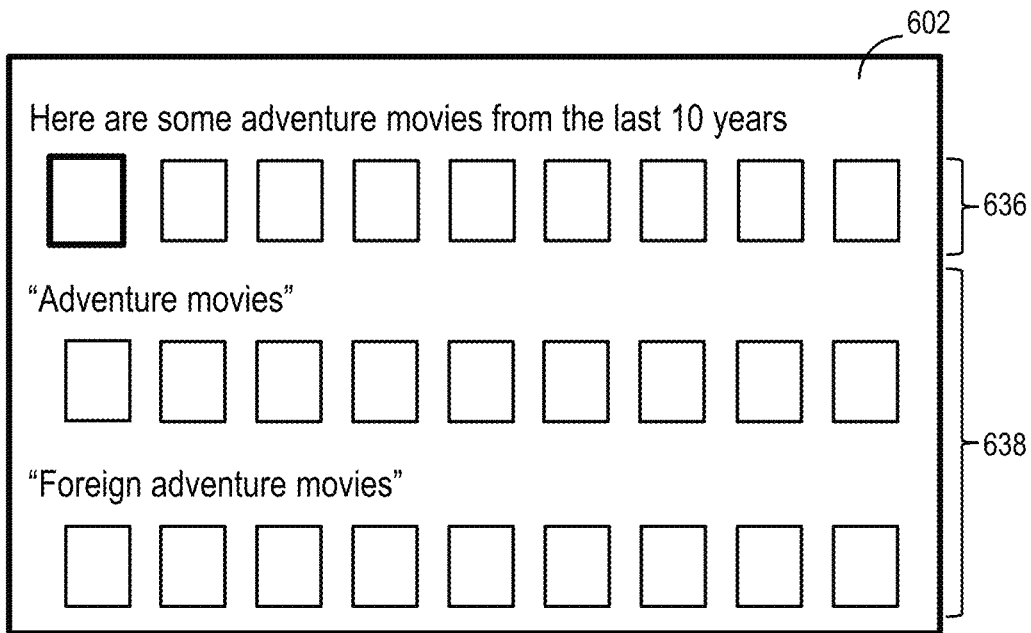 602
Here are some adventure movies from the last 10 years
636
“Adventure movies”
638
“Foreign adventure movies”